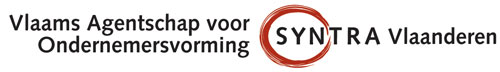 Vlaams Agentschap voor
Ondernemersvorming
SYNTRA Vlaanderen